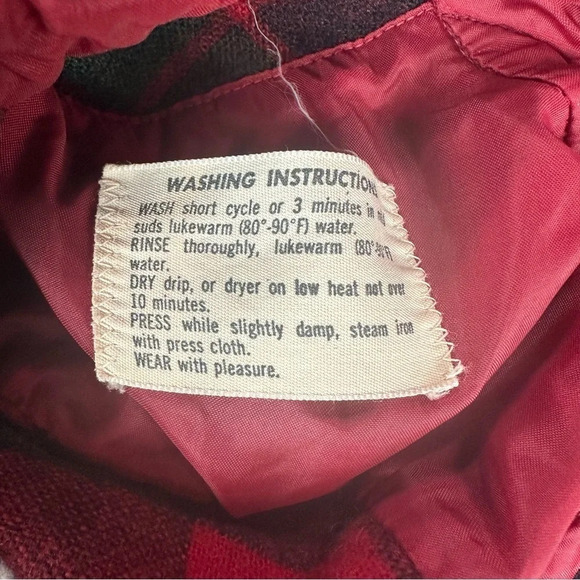 WASHING INSTRUCTION
WASH short cycle or 3 minutes in
suds lukewarm (80°-90°F) water.
RINSE thoroughly, lukewarm (80°-
water.
DRY drip, or dryer on low heat not over
10 minutes.
PRESS while slightly damp, steam iron
with press cloth.
WEAR with pleasure.